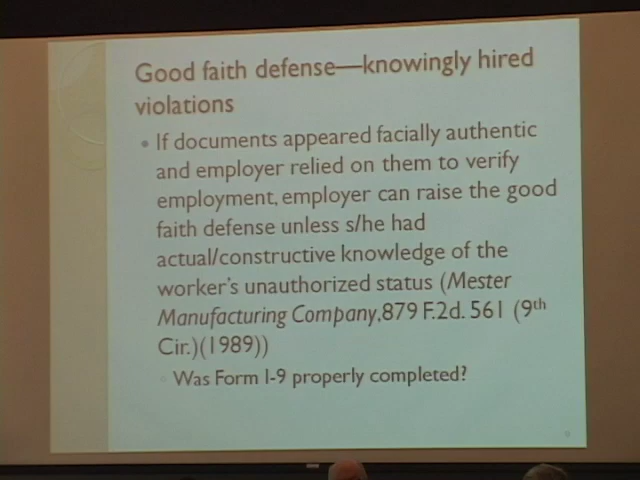 Good faith defense—knowingly hired
violations
• If documents appeared facially authentic
and employer relied on them to verify
employment, employer can raise the good
faith defense unless s/he had
actual/constructive knowledge of the
worker's unauthorized status (Mester
Manufacturing Company,879 F.2d. 561 (9th
Cir.)(1989))
◦ Was Form I-9 properly completed?